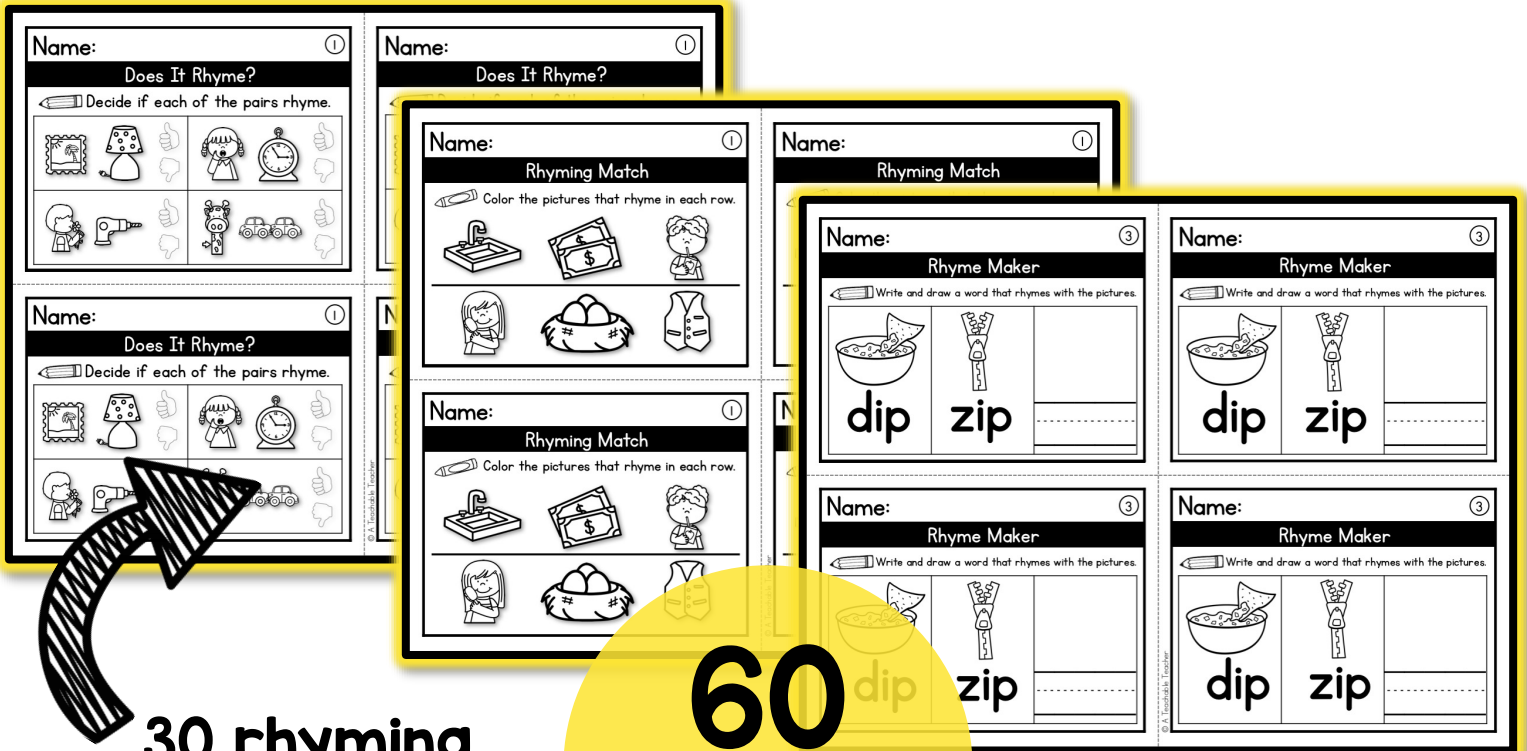 Name: 1
Does It Rhyme?
Decide if each of the pairs rhyme.
Name: 1
Does It Rhyme?
Name: 1
Does It Rhyme?
Decide if each of the pairs rhyme.
N
© A Teachable Teacher
Name: 1
Rhyming Match
Color the pictures that rhyme in each row.
$
$
Name: 1
Rhyming Match
Name: 1
Rhyming Match
Color the pictures that rhyme in each row.
$
$
N
© A Teachable Teacher
Name: 3
Rhyme Maker
Write and draw a word that rhymes with the pictures.
dip zip
Name: 3
Rhyme Maker
Write and draw a word that rhymes with the pictures.
dip zip
Name: 3
Rhyme Maker
Write and draw a word that rhymes with the pictures.
dip zip
Name: 3
Rhyme Maker
Write and draw a word that rhymes with the pictures.
dip zip
© A Teachable Teacher
30 rhyming
60